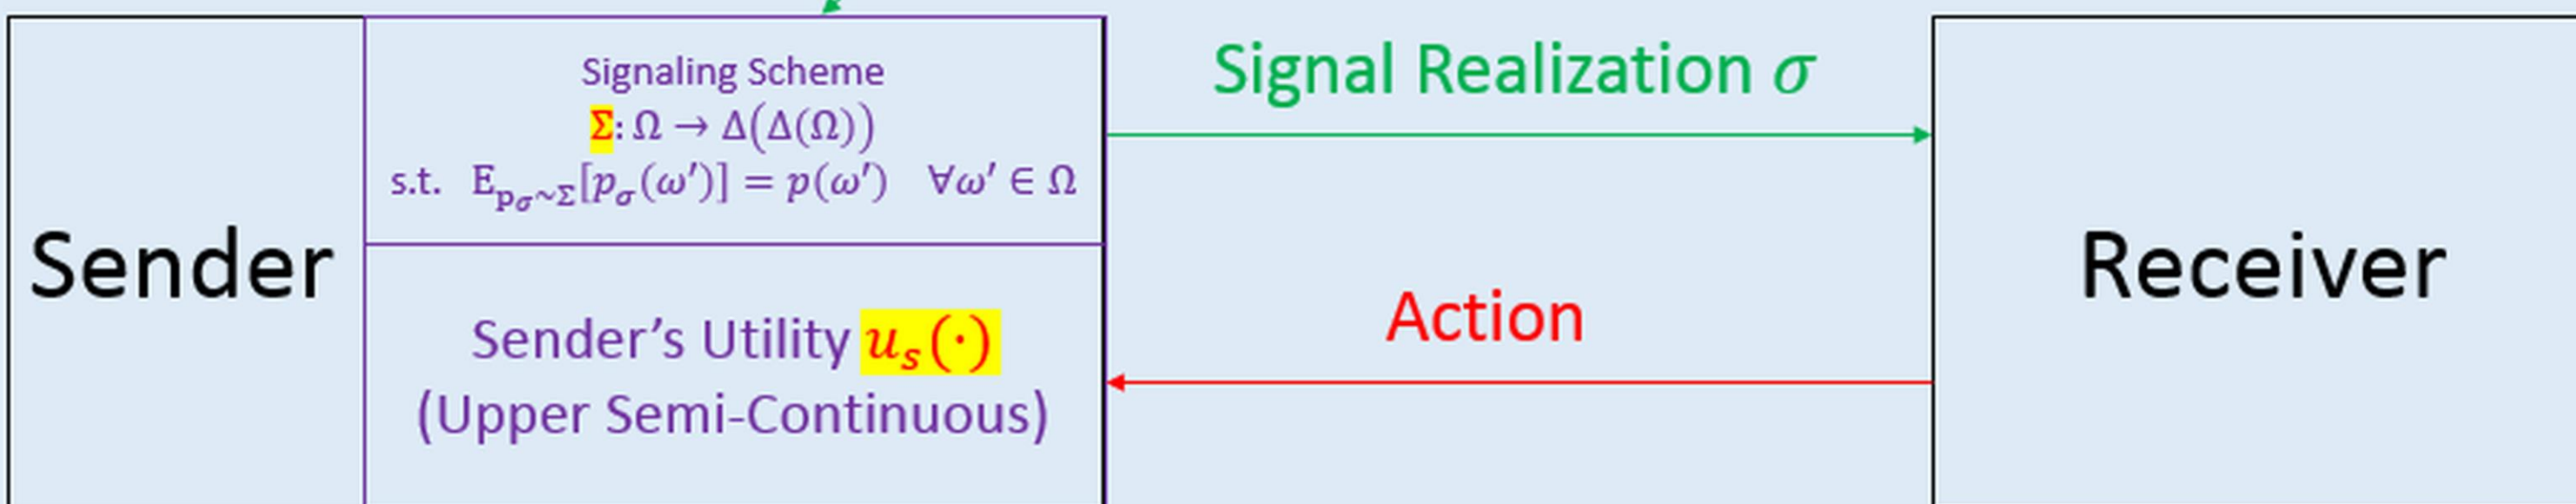 Signaling Scheme
Σ: Ω → Δ(Δ(Ω))
s.t. E_{p_σ~Σ}[p_σ(ω′)] = p(ω′) ∀ω′ ∈ Ω
Sender
Sender’s Utility u_s(·)
(Upper Semi-Continuous)
Signal Realization σ
Action
Receiver